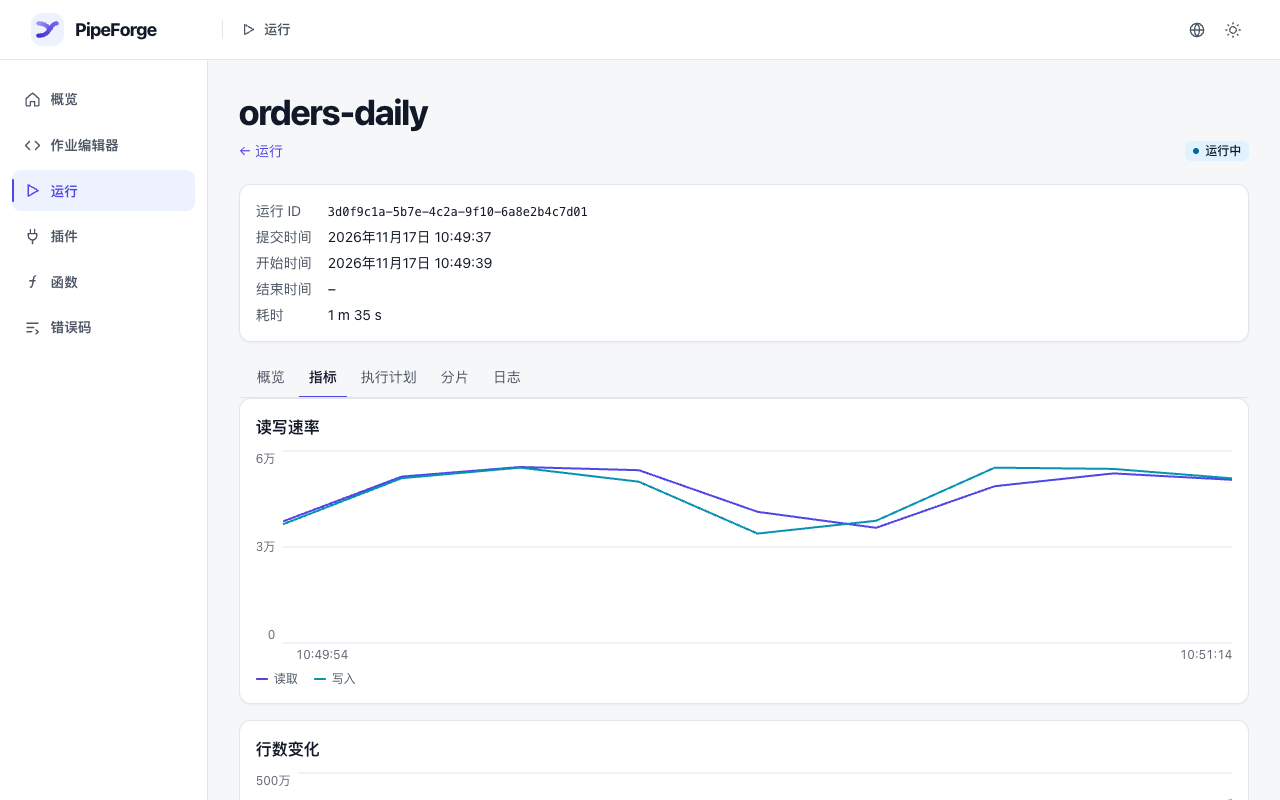 PipeForge
运行
概览
作业编辑器
运行
插件
函数
错误码
orders-daily
← 运行
运行中
运行 ID 3d0f9c1a-5b7e-4c2a-9f10-6a8e2b4c7d01
提交时间 2026年11月17日 10:49:37
开始时间 2026年11月17日 10:49:39
结束时间 –
耗时 1 m 35 s
概览 指标 执行计划 分片 日志
读写速率
6万
3万
0
10:49:54 10:51:14
读取 写入
行数变化
500万